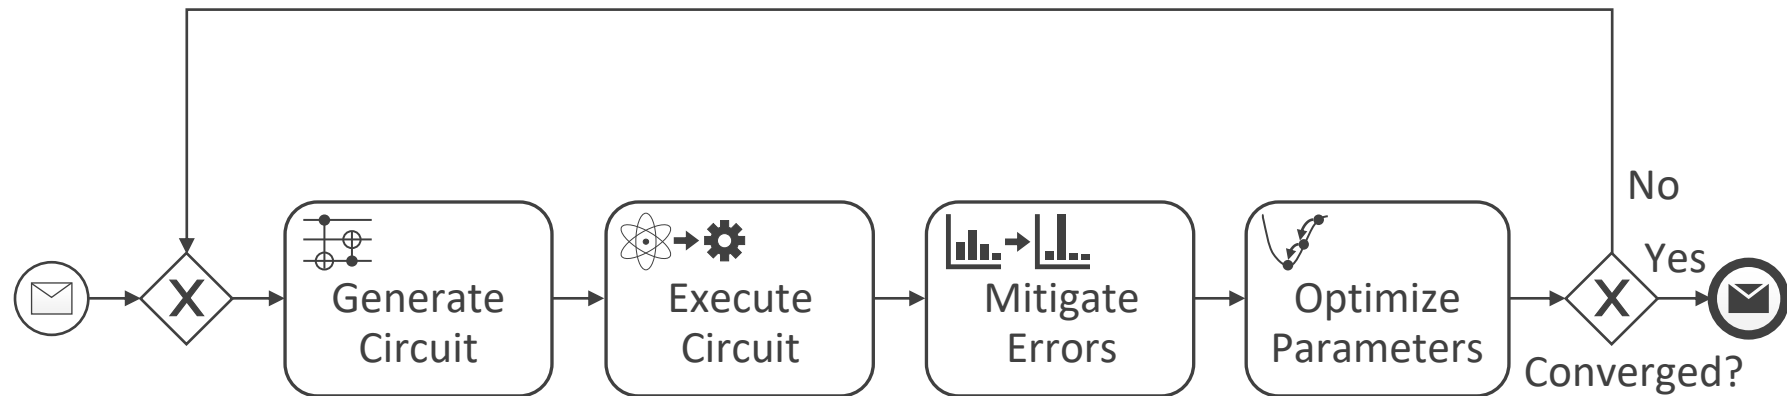 No
Yes
Generate
Circuit
Execute
Circuit
Mitigate
Errors
Optimize
Parameters
X
X
Converged?